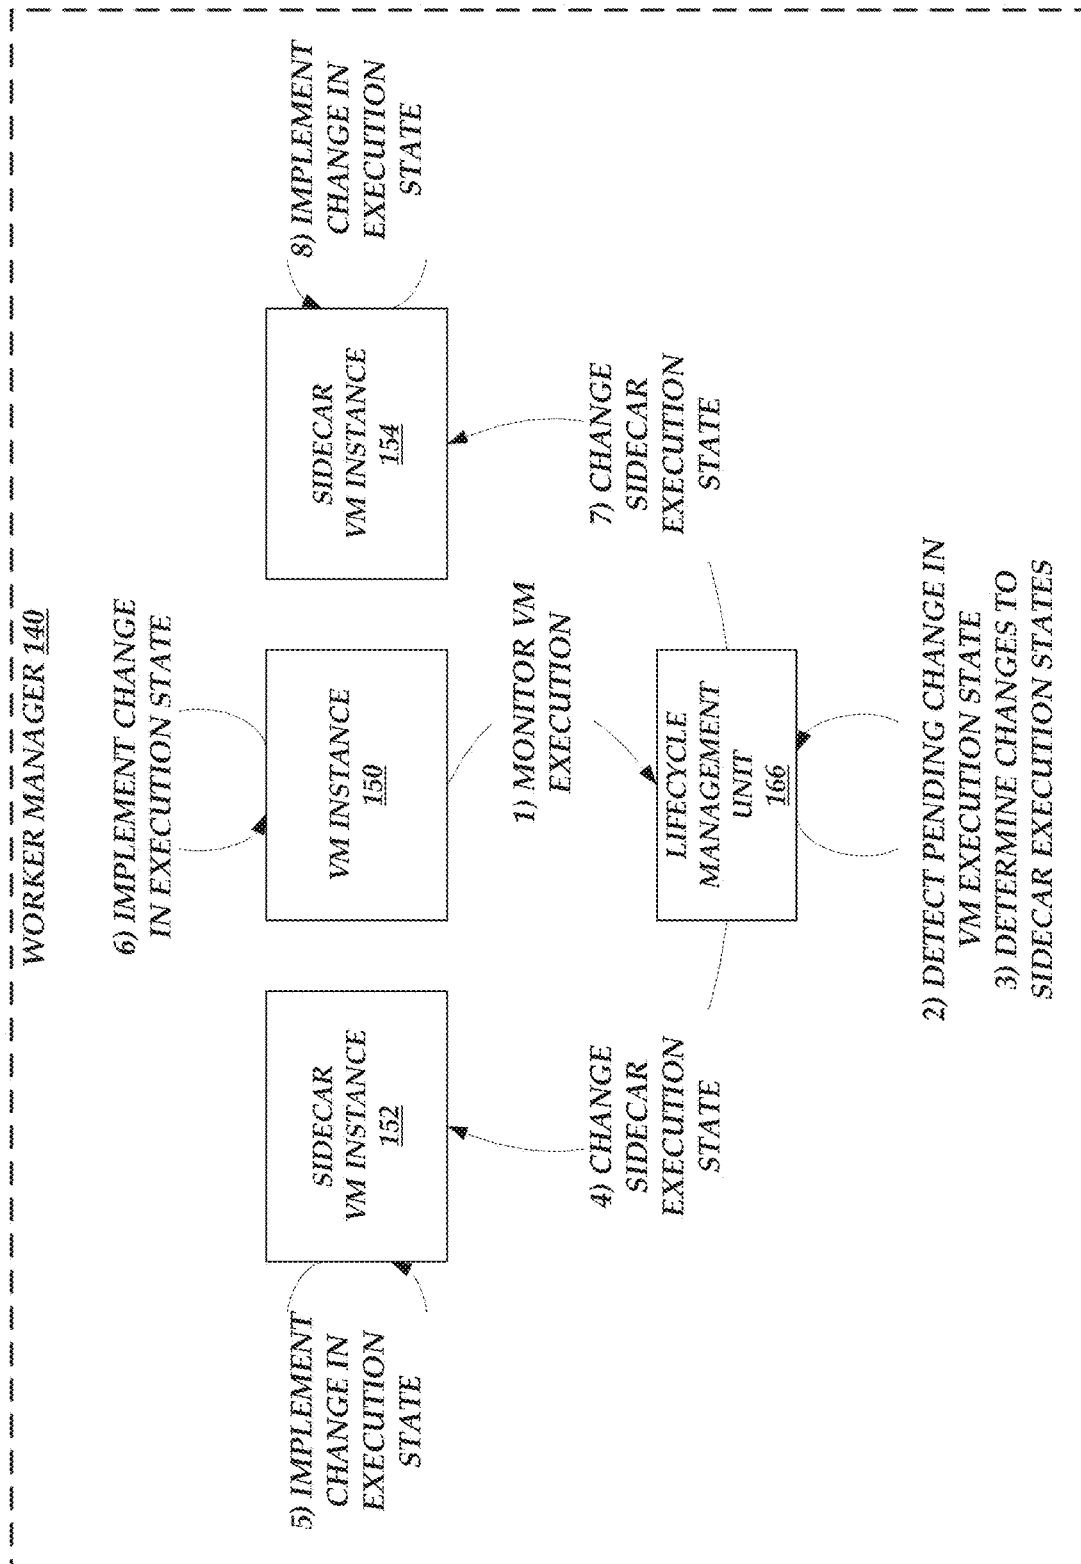 WORKER MANAGER 140
6) IMPLEMENT CHANGE
IN EXECUTION STATE
5) IMPLEMENT
CHANGE IN
EXECUTION
STATE
SIDECAR
VM INSTANCE
152
VM INSTANCE
150
SIDECAR
VM INSTANCE
154
8) IMPLEMENT
CHANGE IN
EXECUTION
STATE
4) CHANGE
SIDECAR
EXECUTION
STATE
1) MONITOR VM
EXECUTION
7) CHANGE
SIDECAR
EXECUTION
STATE
LIFECYCLE
MANAGEMENT
UNIT
166
2) DETECT PENDING CHANGE IN
VM EXECUTION STATE
3) DETERMINE CHANGES TO
SIDECAR EXECUTION STATES